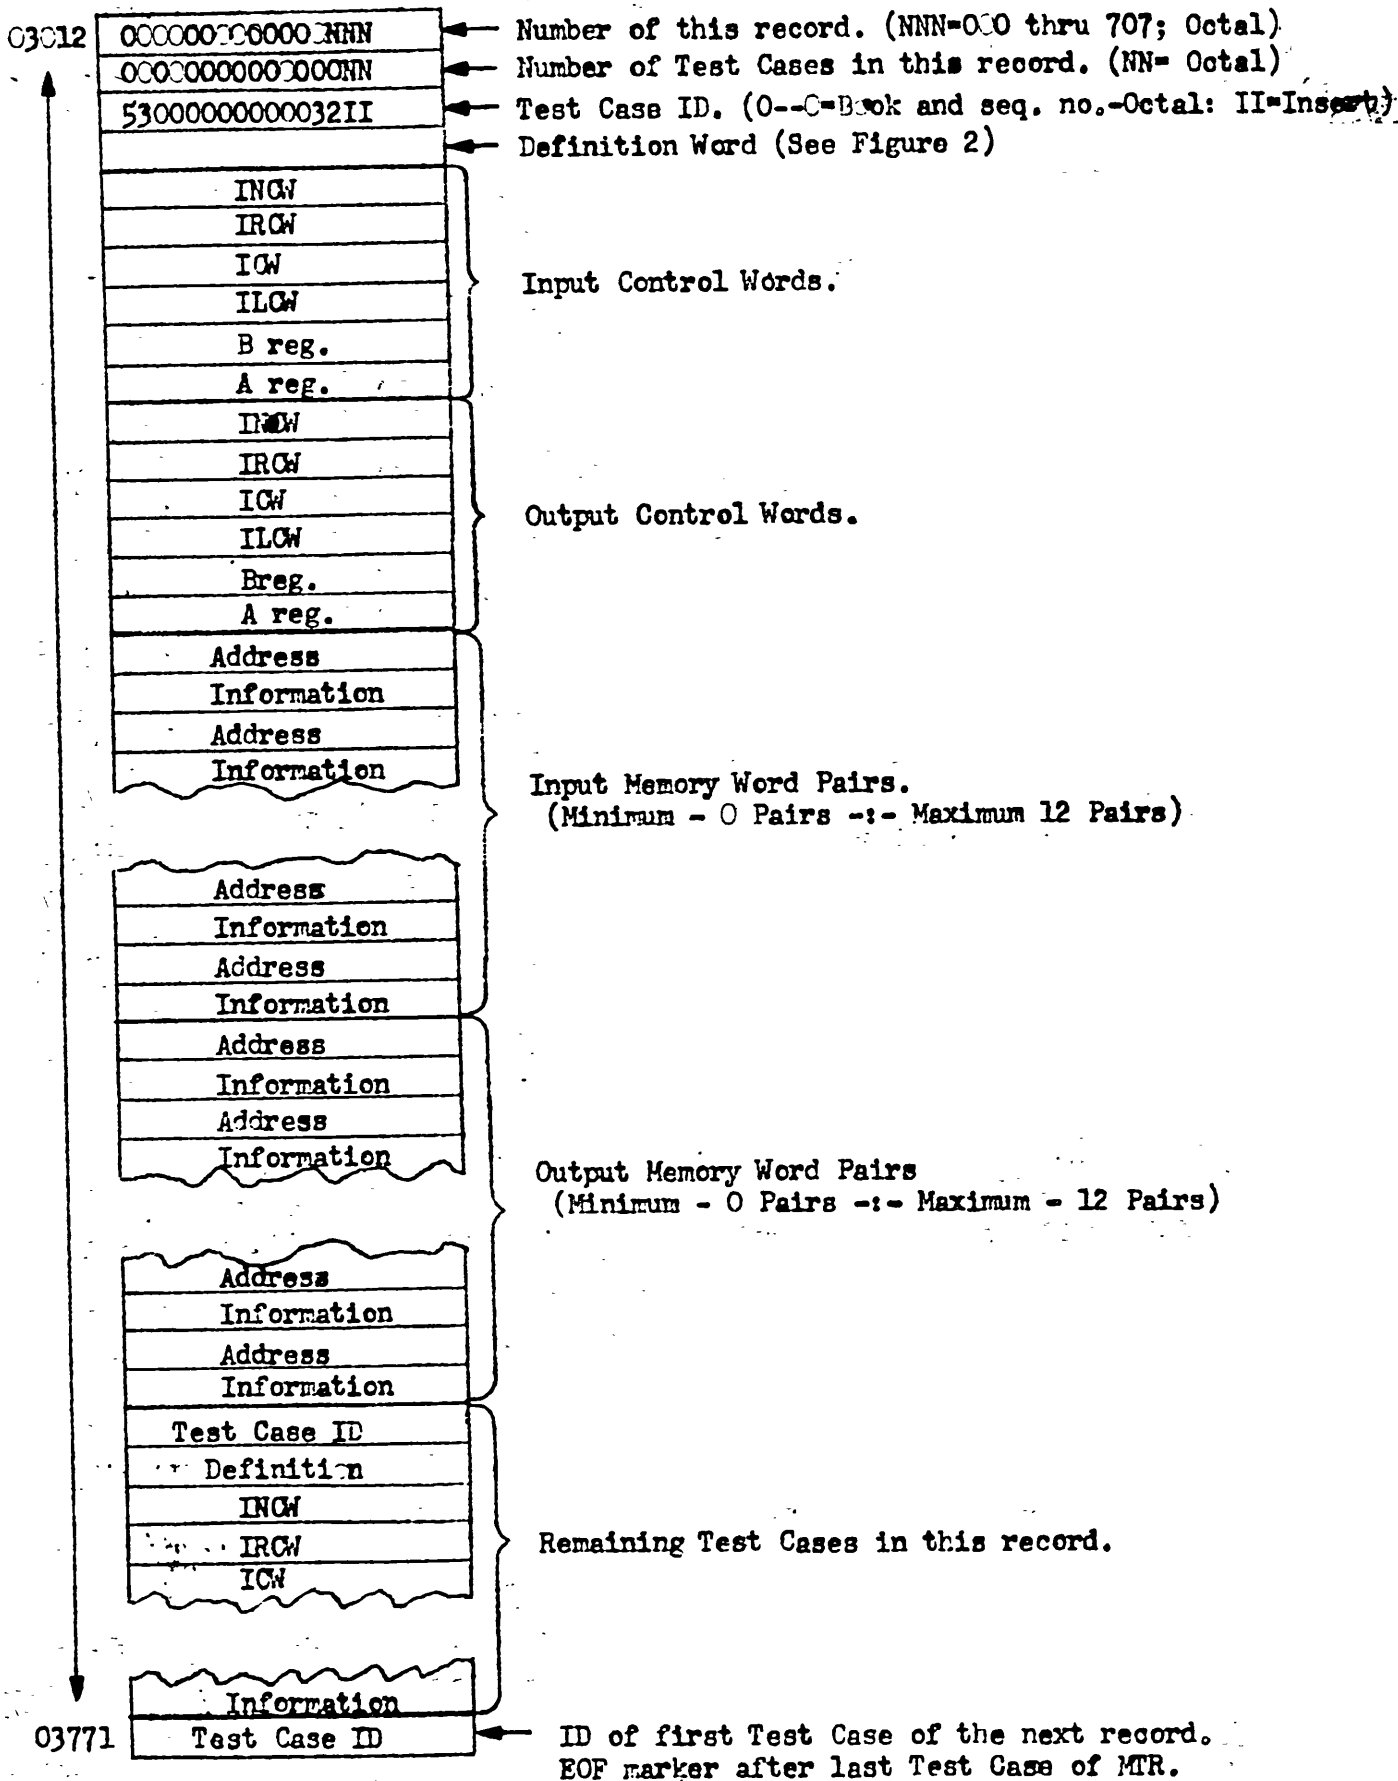 03012 000000000000 NNN Number of this record. (NNN=000 thru 707; Octal)
00000000000000NN Number of Test Cases in this record. (NN= Octal)
53000000000032II Test Case ID. (0--0=Book and seq. no.-Octal: II=Insert)
Definition Word (See Figure 2)
INCW
IRCW
ICW
ILCW
B reg.
A reg.
Input Control Words.
INCW
IRCW
ICW
ILCW
Breg.
A reg.
Output Control Words.
Address
Information
Address
Information
Input Memory Word Pairs.
(Minimum - 0 Pairs -:- Maximum 12 Pairs)
Address
Information
Address
Information
Address
Information
Address
Information
Output Memory Word Pairs
(Minimum - 0 Pairs -:- Maximum - 12 Pairs)
Address
Information
Address
Information
Test Case ID
Definition
INCW
IRCW
ICW
Remaining Test Cases in this record.
Information
03771 Test Case ID ID of first Test Case of the next record.
EOF marker after last Test Case of MTR.